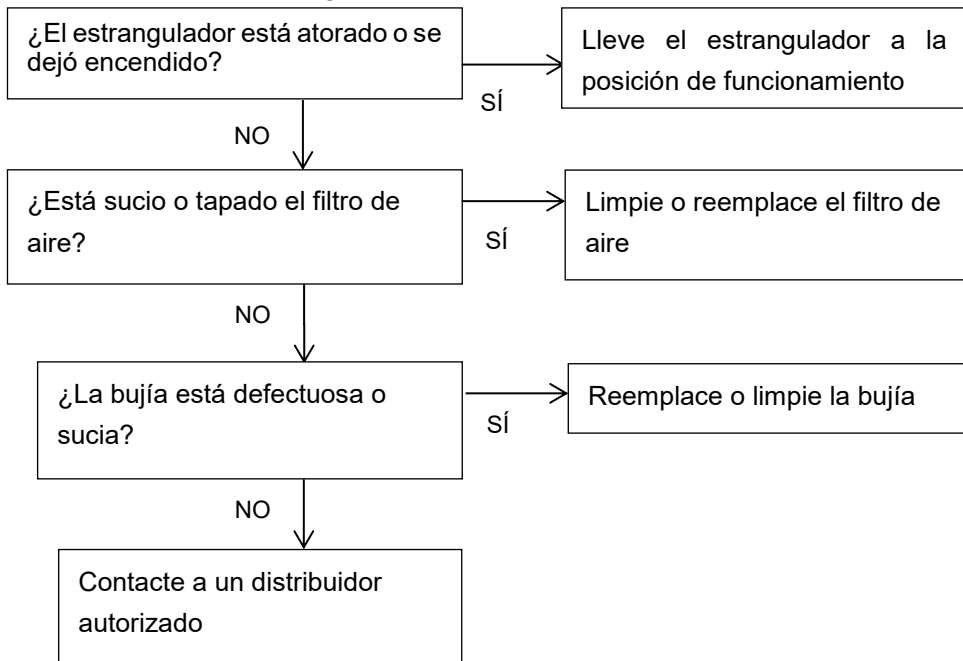 ¿El estrangulador está atorado o se
dejó encendido?
Lleve el estrangulador a la
posición de funcionamiento
SÍ
NO
¿Está sucio o tapado el filtro de
aire?
Limpie o reemplace el filtro de
aire
SÍ
NO
¿La bujía está defectuosa o
sucia?
Reemplace o limpie la bujía
SÍ
NO
Contacte a un distribuidor
autorizado